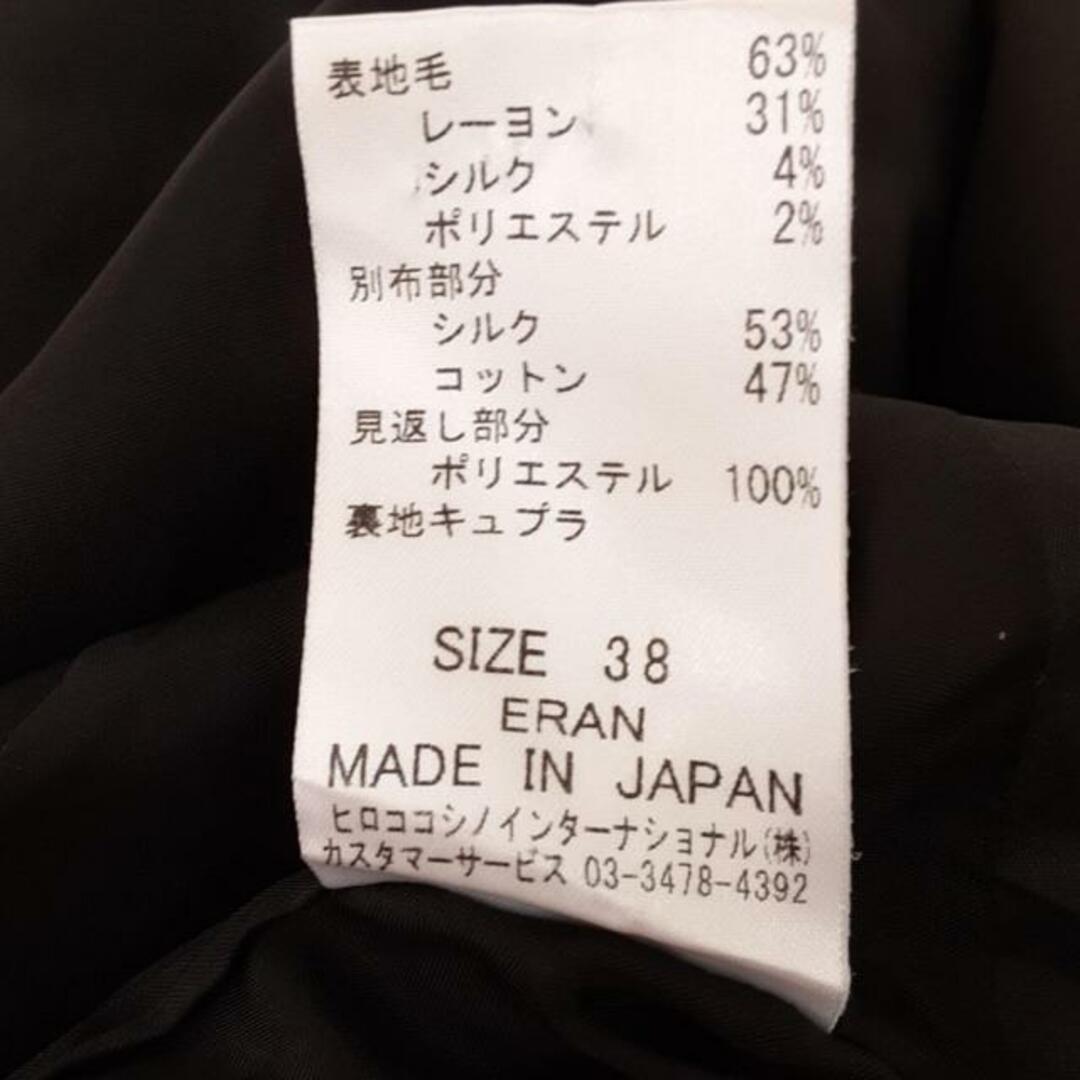 表地毛 63%
レーヨン 31%
シルク 4%
ポリエステル 2%
別布部分
シルク 53%
コットン 47%
見返し部分
ポリエステル 100%
裏地キュプラ
SIZE 38
ERAN
MADE IN JAPAN
ヒロココシノインターナショナル(株)
カスタマーサービス 03-3478-4392